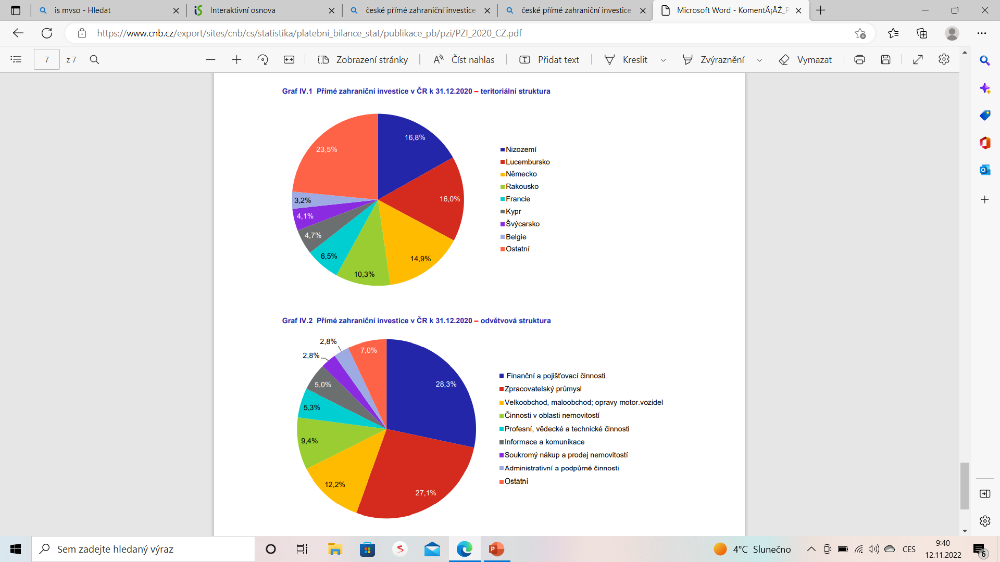 is mvso - Hledat
Interaktivní osnova
české přímé zahraniční investice
české přímé zahraniční investice
Microsoft Word - KomentÃ¡ÅŽ_P
https://www.cnb.cz/export/sites/cnb/cs/statistika/platebni_bilance_stat/publikace_pb/pzi/PZI_2020_CZ.pdf
7 z 7
Zobrazení stránky
Číst nahlas
Přidat text
Kreslit
Zvýraznění
Vymazat
Graf IV.1 Přímé zahraniční investice v ČR k 31.12.2020 – teritoriální struktura
16,8%
23,5%
16,0%
3,2%
4,1%
4,7%
6,5%
14,9%
10,3%
Nizozemí
Lucembursko
Německo
Rakousko
Francie
Kypr
Švýcarsko
Belgie
Ostatní
Graf IV.2 Přímé zahraniční investice v ČR k 31.12.2020 – odvětvová struktura
2,8%
7,0%
2,8%
28,3%
5,0%
5,3%
9,4%
12,2%
27,1%
Finanční a pojišťovací činnosti
Zpracovatelský průmysl
Velkoobchod, maloobchod; opravy motor.vozidel
Činnosti v oblasti nemovitostí
Profesní, vědecké a technické činnosti
Informace a komunikace
Soukromý nákup a prodej nemovitostí
Administrativní a podpůrné činnosti
Ostatní
Sem zadejte hledaný výraz
4°C Slunečno
CES
9:40
12.11.2022
6